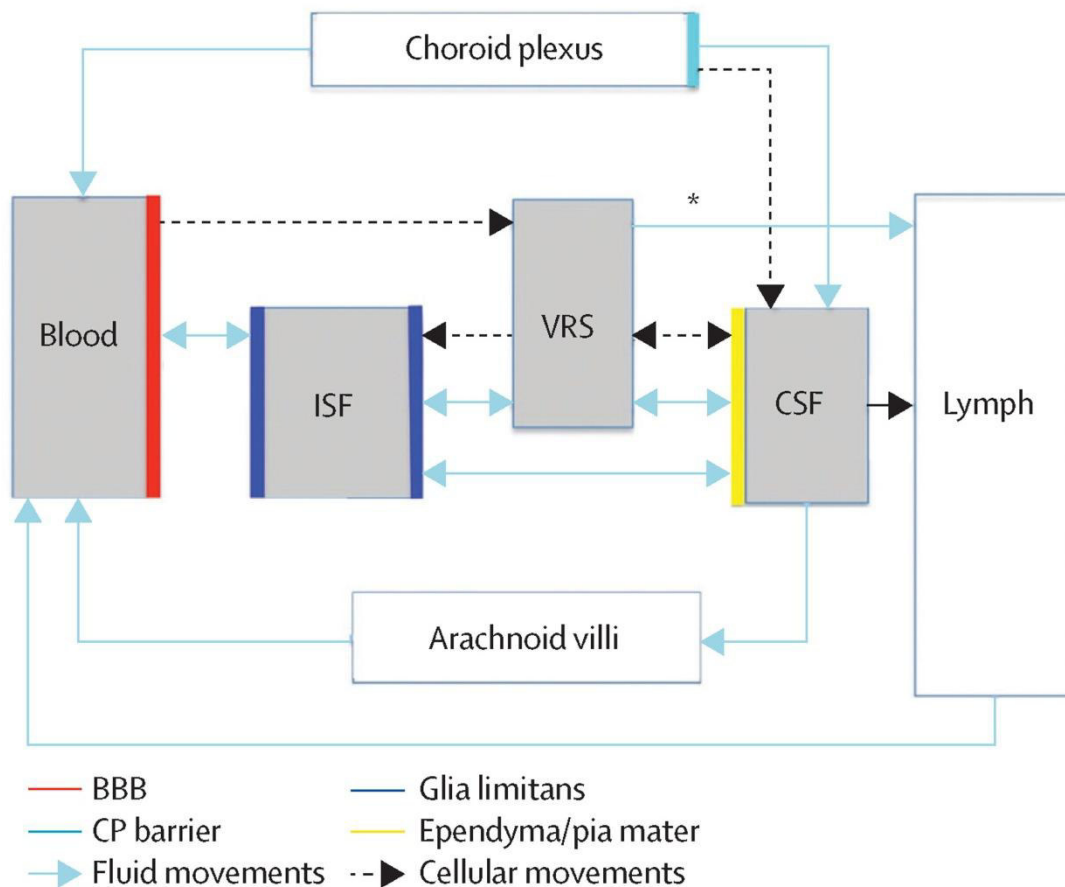 Choroid plexus
*
Blood
VRS
ISF
CSF
Lymph
Arachnoid villi
BBB
Glia limitans
CP barrier
Ependyma/pia mater
Fluid movements
Cellular movements